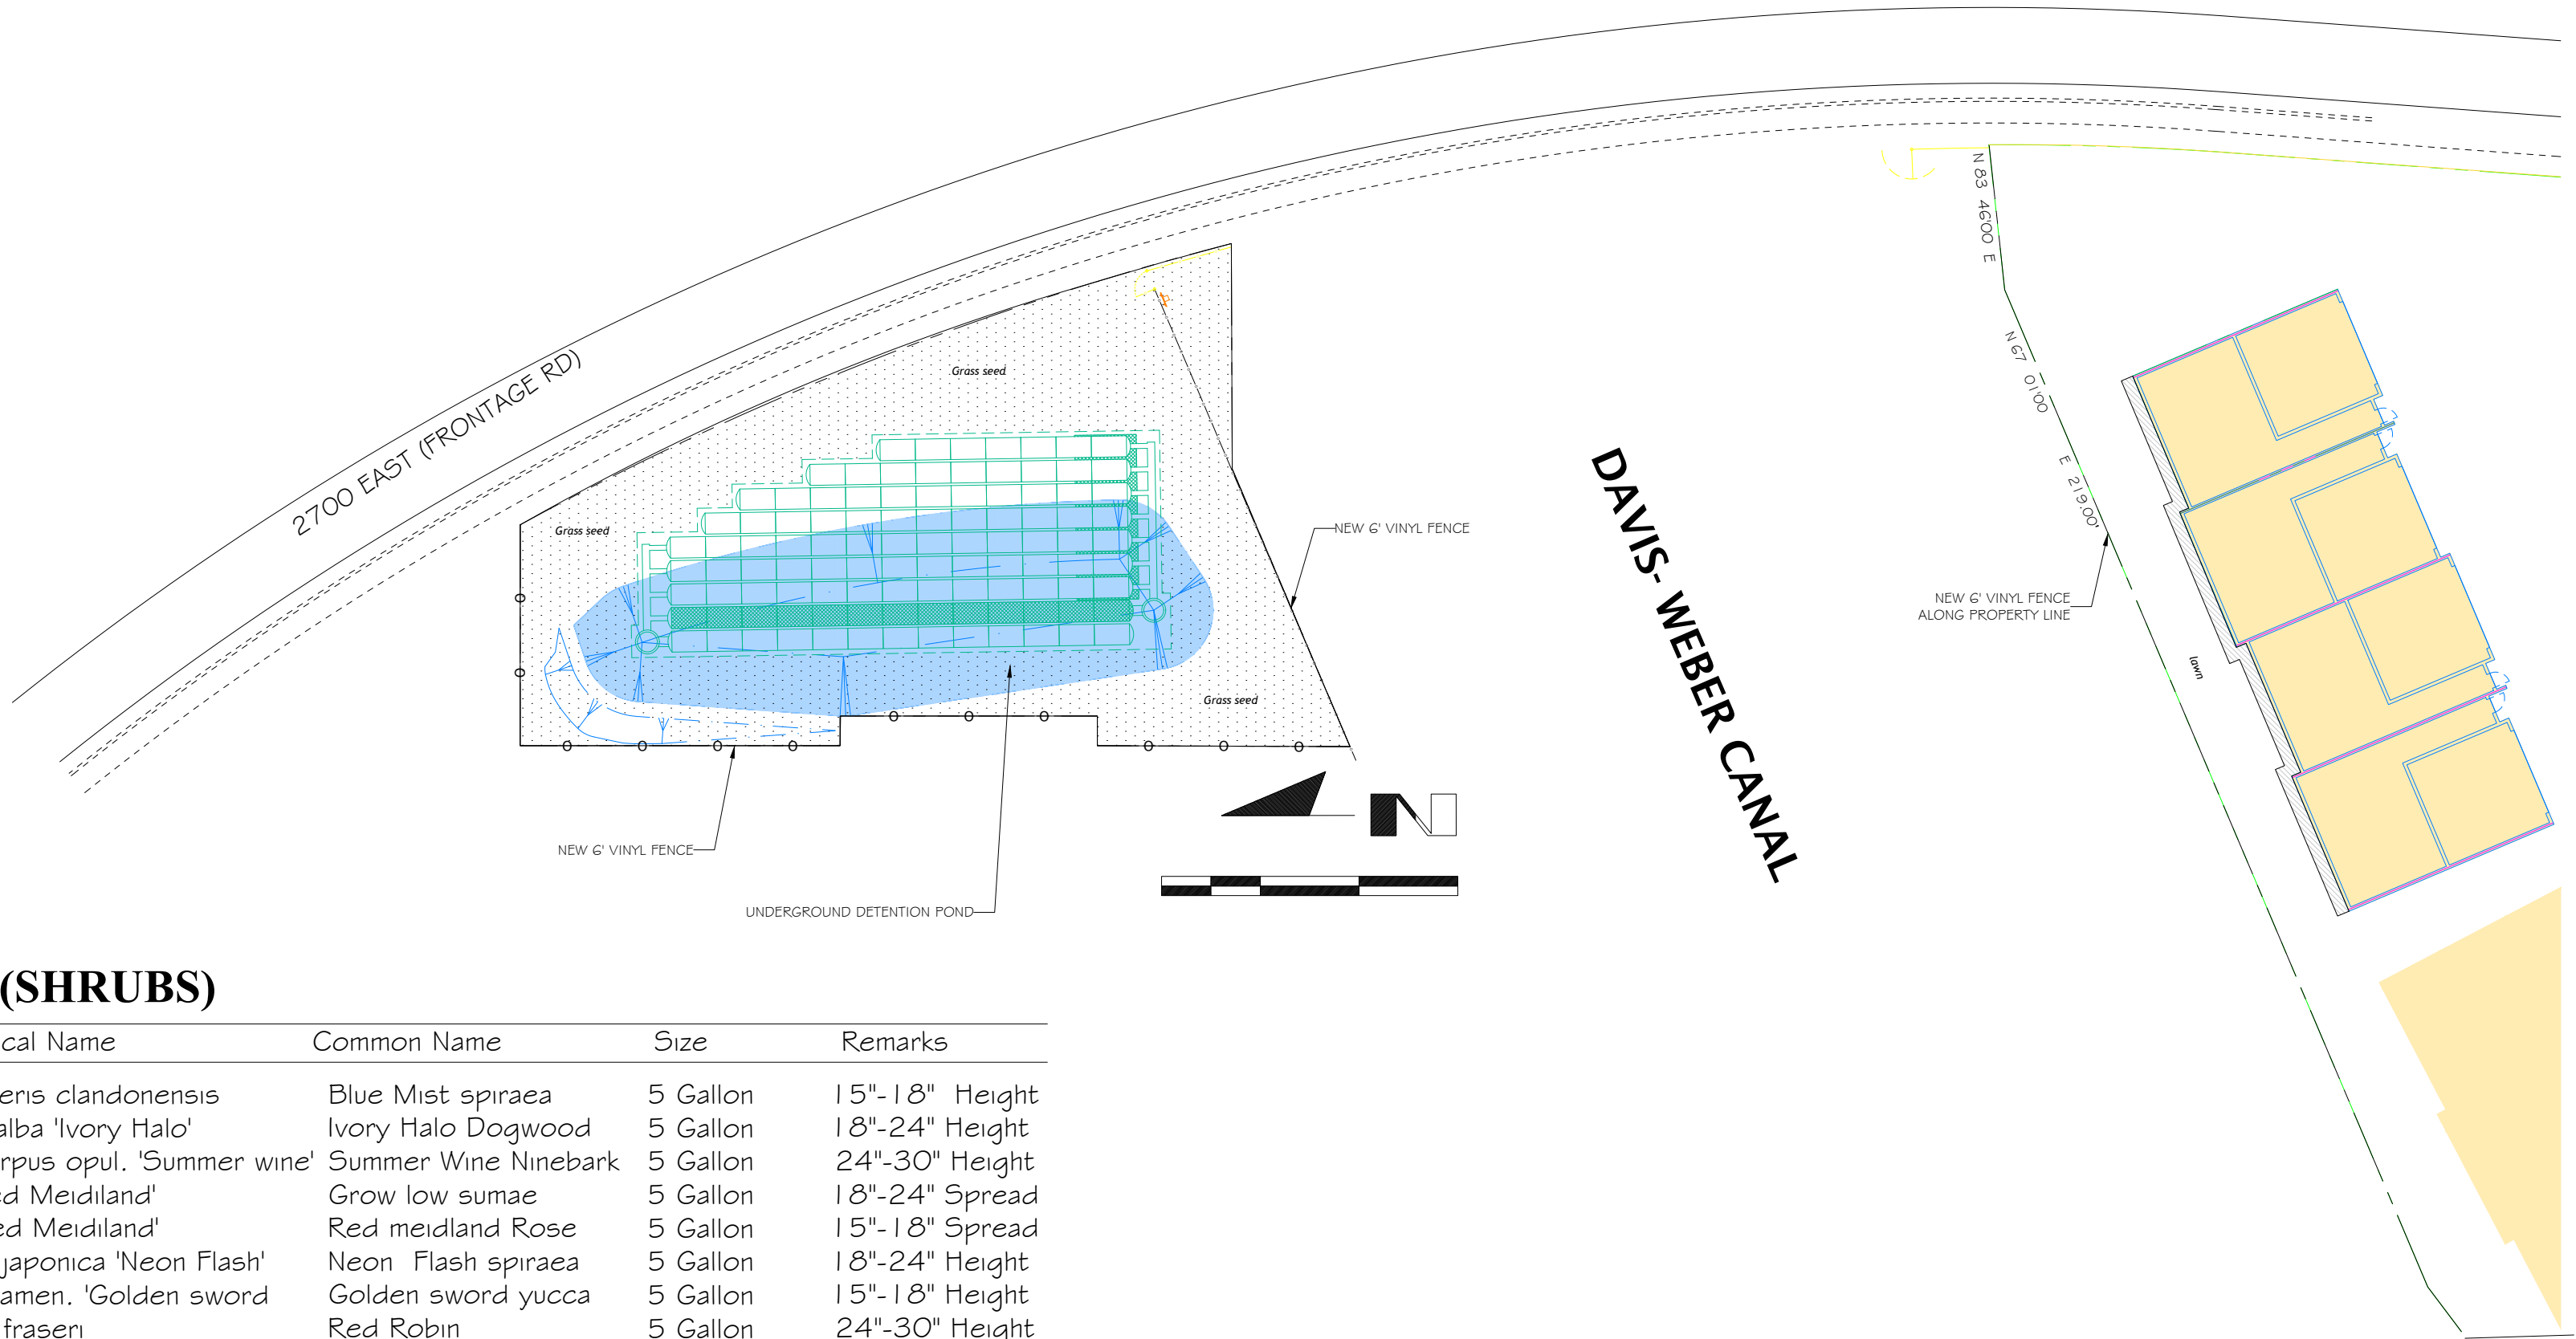 2700 EAST (FRONTAGE RD)
N 83 46'00 E
N 67 01'00 E 219.00'
Grass seed
Grass seed
Grass seed
NEW 6' VINYL FENCE
DAVIS- WEBER CANAL
NEW 6' VINYL FENCE
ALONG PROPERTY LINE
lawn
N
NEW 6' VINYL FENCE
UNDERGROUND DETENTION POND
(SHRUBS)
cal Name Common Name Size Remarks
eris clandonensis Blue Mist spiraea 5 Gallon 15"-18" Height
alba 'Ivory Halo' Ivory Halo Dogwood 5 Gallon 18"-24" Height
rpus opul. 'Summer wine' Summer Wine Ninebark 5 Gallon 24"-30" Height
d Meidiland' Grow low sumae 5 Gallon 18"-24" Spread
ed Meidiland' Red meidland Rose 5 Gallon 15"-18" Spread
japonica 'Neon Flash' Neon Flash spiraea 5 Gallon 18"-24" Height
amen. 'Golden sword Golden sword yucca 5 Gallon 15"-18" Height
fraseri Red Robin 5 Gallon 24"-30" Height